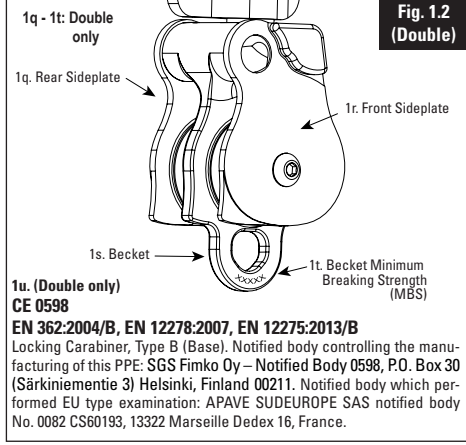 1q - 1t: Double
only
Fig. 1.2
(Double)
1q. Rear Sideplate
1r. Front Sideplate
1s. Becket
XXXXX
1t. Becket Minimum
Breaking Strength
(MBS)
1u. (Double only)
CE 0598
EN 362:2004/B, EN 12278:2007, EN 12275:2013/B
Locking Carabiner, Type B (Base). Notified body controlling the manu-
facturing of this PPE: SGS Fimko Oy – Notified Body 0598, P.O. Box 30
(Särkiniementie 3) Helsinki, Finland 00211. Notified body which per-
formed EU type examination: APAVE SUDEUROPE SAS notified body
No. 0082 CS60193, 13322 Marseille Dedex 16, France.